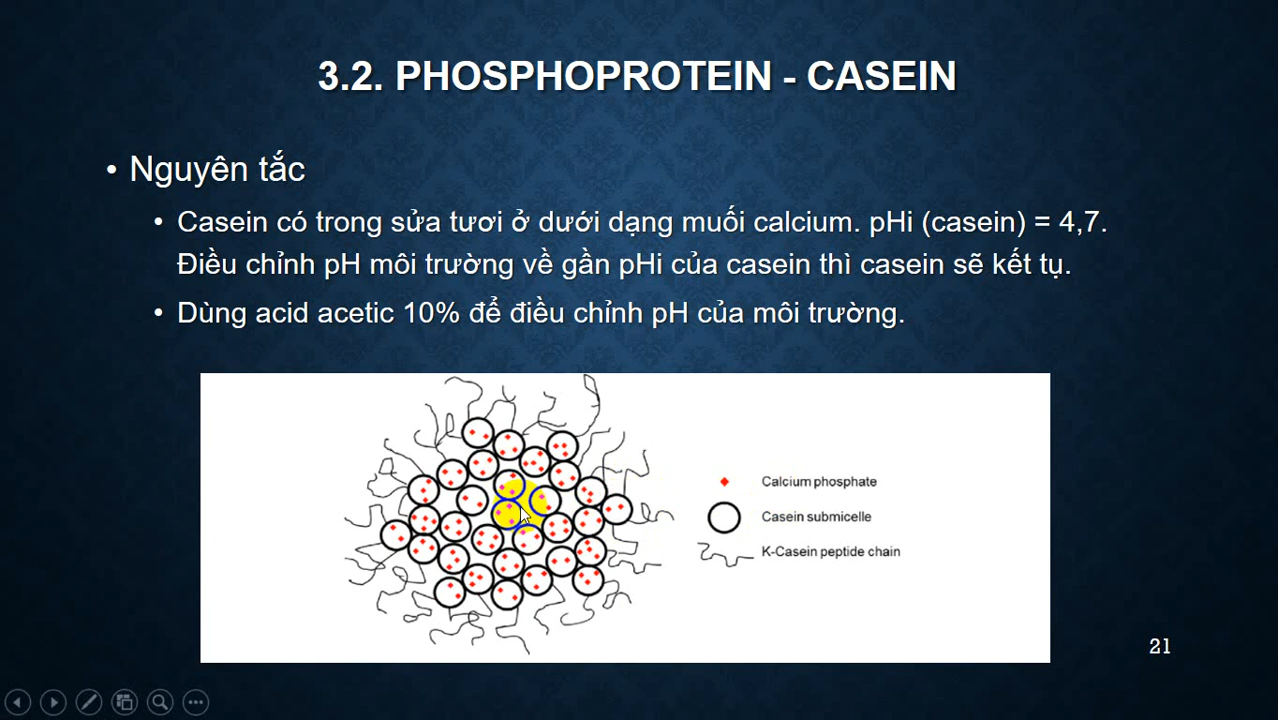 3.2. PHOSPHOPROTEIN - CASEIN
• Nguyên tắc
• Casein có trong sửa tươi ở dưới dạng muối calcium. pHi (casein) = 4,7.
Điều chỉnh pH môi trường về gần pHi của casein thì casein sẽ kết tụ.
• Dùng acid acetic 10% để điều chỉnh pH của môi trường.
Calcium phosphate
Casein submicelle
K-Casein peptide chain
21